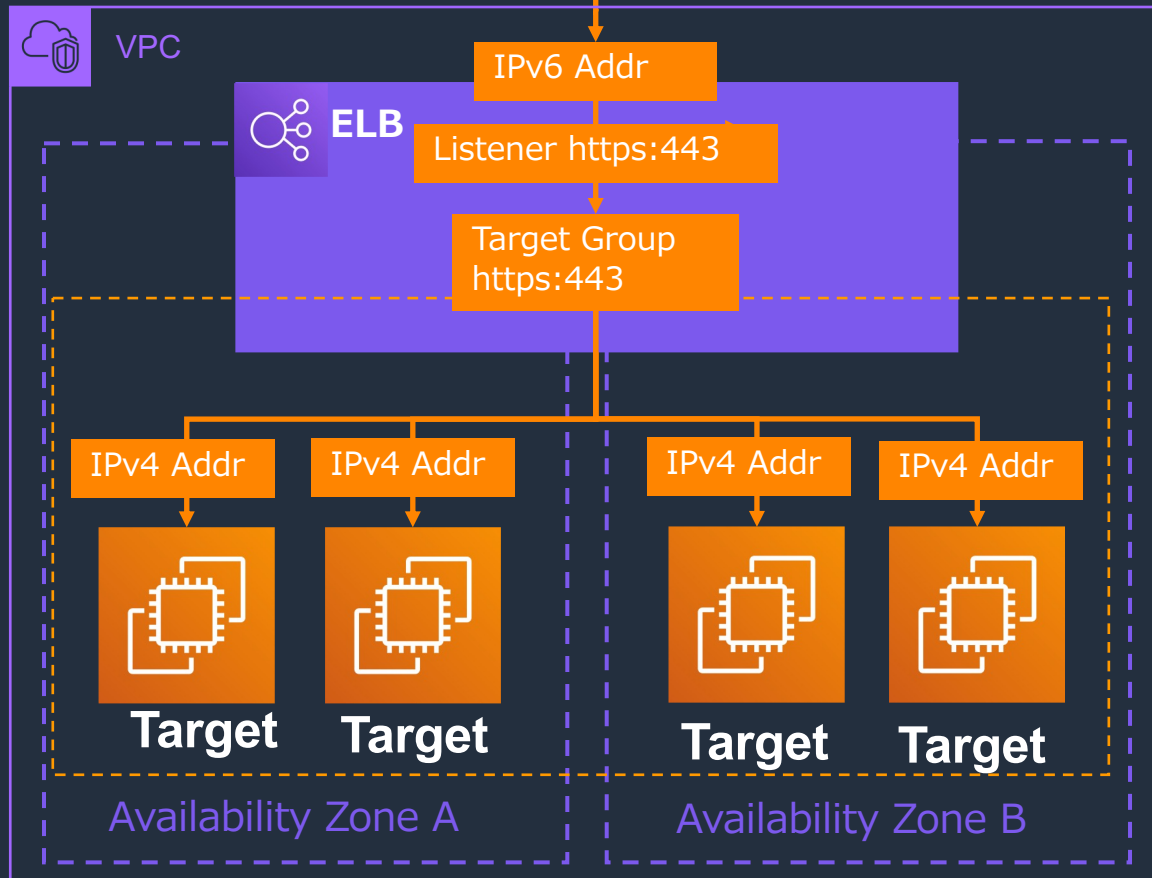 VPC
IPv6 Addr
ELB
Listener https:443
Target Group
https:443
IPv4 Addr
IPv4 Addr
IPv4 Addr
IPv4 Addr
Target
Target
Target
Target
Availability Zone A
Availability Zone B